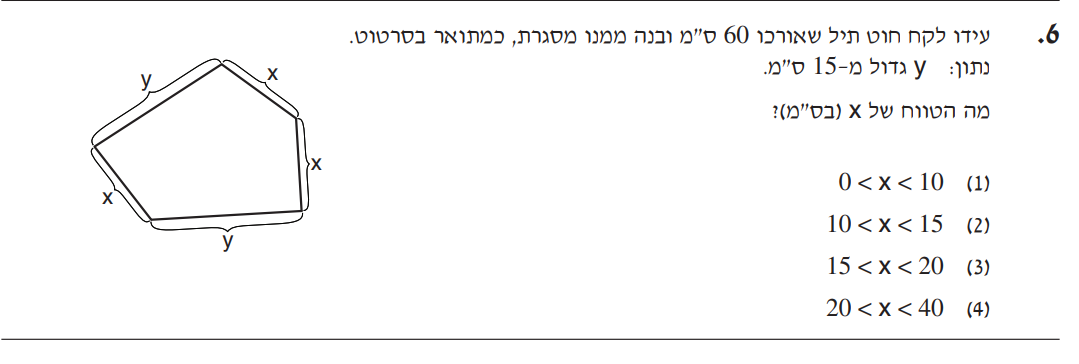 6. עידו לקח חוט תיל שאורכו 60 ס"מ ובנה ממנו מסגרת, כמתואר בסרטוט.
נתון: y גדול מ-15 ס"מ.
מה הטווח של x (בס"מ)?
(1) 0 < x < 10
(2) 10 < x < 15
(3) 15 < x < 20
(4) 20 < x < 40
y
x
x
x
y